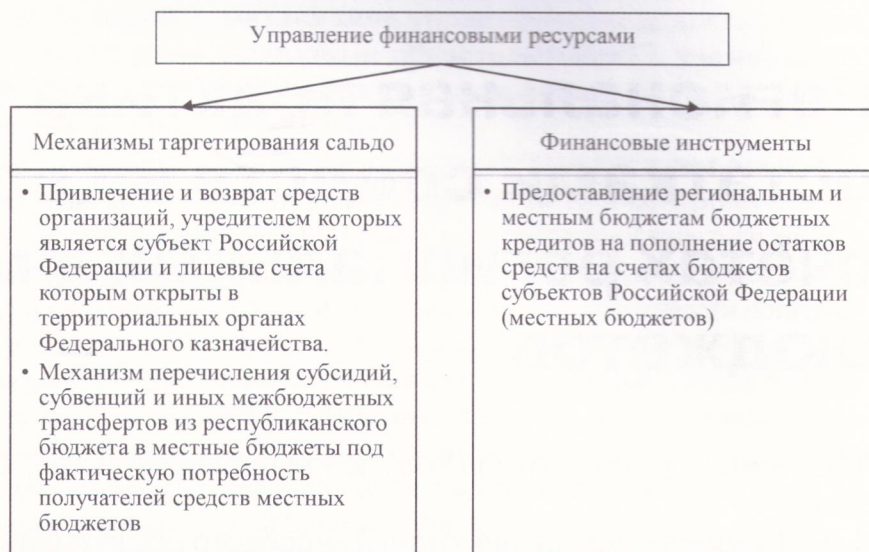 Управление финансовыми ресурсами
Механизмы таргетирования сальдо
• Привлечение и возврат средств
организаций, учредителем которых
является субъект Российской
Федерации и лицевые счета
которым открыты в
территориальных органах
Федерального казначейства.
• Механизм перечисления субсидий,
субвенций и иных межбюджетных
трансфертов из республиканского
бюджета в местные бюджеты под
фактическую потребность
получателей средств местных
бюджетов
Финансовые инструменты
• Предоставление региональным и
местным бюджетам бюджетных
кредитов на пополнение остатков
средств на счетах бюджетов
субъектов Российской Федерации
(местных бюджетов)